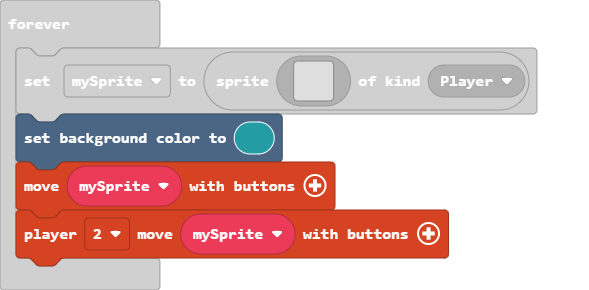 forever
set mySprite to sprite of kind Player
set background color to
move mySprite with buttons
player 2 move mySprite with buttons